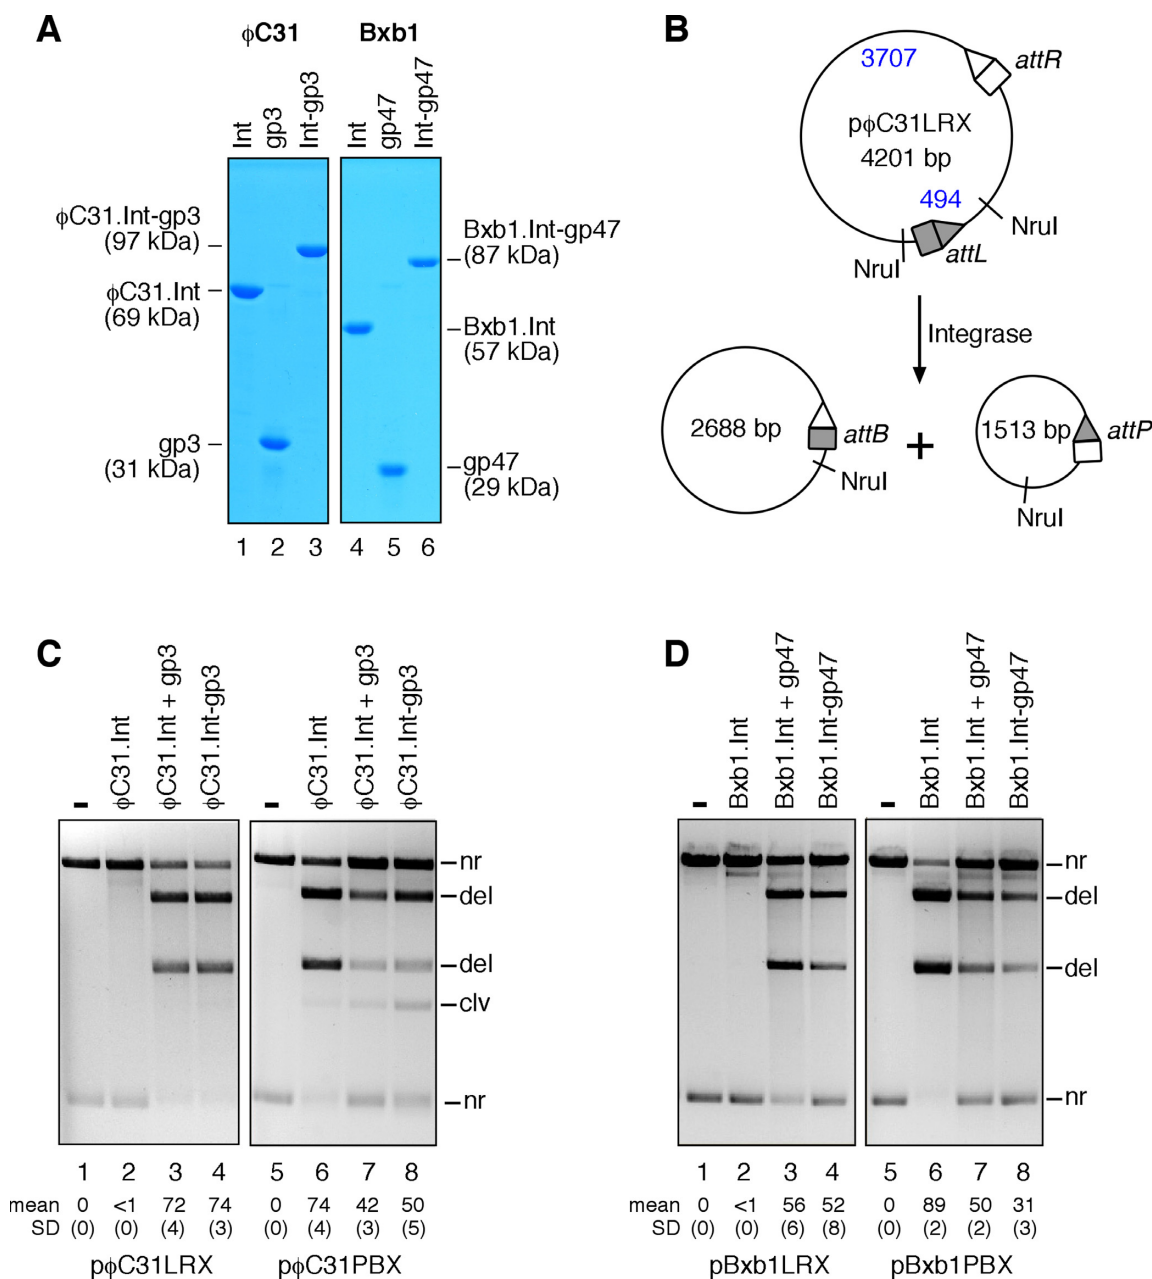 A
ϕC31 Bxb1
Int
gp3
Int-gp3
Int
gp47
Int-gp47
ϕC31.Int-gp3
(97 kDa)
ϕC31.Int
(69 kDa)
gp3
(31 kDa)
Bxb1.Int-gp47
(87 kDa)
Bxb1.Int
(57 kDa)
gp47
(29 kDa)
1 2 3 4 5 6
B
3707
attR
pϕC31LRX
4201 bp
494
NruI
NruI
attL
Integrase
2688 bp
attB
NruI
+
1513 bp
attP
NruI
C
–
ϕC31.Int
ϕC31.Int + gp3
ϕC31.Int-gp3
–
ϕC31.Int
ϕC31.Int + gp3
ϕC31.Int-gp3
nr
del
del
clv
nr
1 2 3 4 5 6 7 8
mean 0 <1 72 74 0 74 42 50
SD (0) (0) (4) (3) (0) (4) (3) (5)
pϕC31LRX pϕC31PBX
D
–
Bxb1.Int
Bxb1.Int + gp47
Bxb1.Int-gp47
–
Bxb1.Int
Bxb1.Int + gp47
Bxb1.Int-gp47
nr
del
del
nr
1 2 3 4 5 6 7 8
mean 0 <1 56 52 0 89 50 31
SD (0) (0) (6) (8) (0) (2) (2) (3)
pBxb1LRX pBxb1PBX